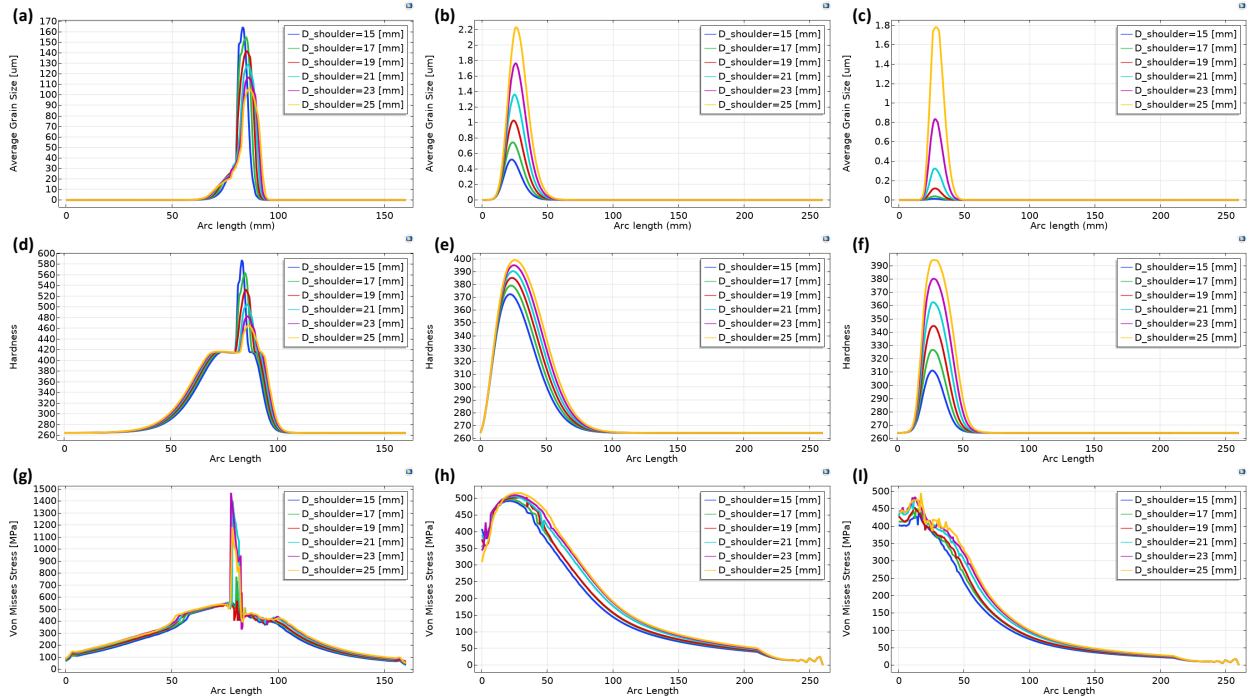 (a)
Average Grain Size [um]
170
160
150
140
130
120
110
100
90
80
70
60
50
40
30
20
10
0
0
50
100
150
Arc length (mm)
D_shoulder=15 [mm]
D_shoulder=17 [mm]
D_shoulder=19 [mm]
D_shoulder=21 [mm]
D_shoulder=23 [mm]
D_shoulder=25 [mm]
(b)
Average Grain Size [um]
2.2
2
1.8
1.6
1.4
1.2
1
0.8
0.6
0.4
0.2
0
0
50
100
150
200
250
Arc length (mm)
D_shoulder=15 [mm]
D_shoulder=17 [mm]
D_shoulder=19 [mm]
D_shoulder=21 [mm]
D_shoulder=23 [mm]
D_shoulder=25 [mm]
(c)
Average Grain Size [um]
1.8
1.6
1.4
1.2
1
0.8
0.6
0.4
0.2
0
0
50
100
150
200
250
Arc length (mm)
D_shoulder=15 [mm]
D_shoulder=17 [mm]
D_shoulder=19 [mm]
D_shoulder=21 [mm]
D_shoulder=23 [mm]
D_shoulder=25 [mm]
(d)
Hardness
600
580
560
540
520
500
480
460
440
420
400
380
360
340
320
300
280
260
0
50
100
150
Arc Length
D_shoulder=15 [mm]
D_shoulder=17 [mm]
D_shoulder=19 [mm]
D_shoulder=21 [mm]
D_shoulder=23 [mm]
D_shoulder=25 [mm]
(e)
Hardness
400
390
380
370
360
350
340
330
320
310
300
290
280
270
260
0
50
100
150
200
250
Arc Length
D_shoulder=15 [mm]
D_shoulder=17 [mm]
D_shoulder=19 [mm]
D_shoulder=21 [mm]
D_shoulder=23 [mm]
D_shoulder=25 [mm]
(f)
Hardness
390
380
370
360
350
340
330
320
310
300
290
280
270
260
0
50
100
150
200
250
Arc Length
D_shoulder=15 [mm]
D_shoulder=17 [mm]
D_shoulder=19 [mm]
D_shoulder=21 [mm]
D_shoulder=23 [mm]
D_shoulder=25 [mm]
(g)
Von Misses Stress [MPa]
1500
1400
1300
1200
1100
1000
900
800
700
600
500
400
300
200
100
0
0
50
100
150
Arc Length
D_shoulder=15 [mm]
D_shoulder=17 [mm]
D_shoulder=19 [mm]
D_shoulder=21 [mm]
D_shoulder=23 [mm]
D_shoulder=25 [mm]
(h)
Von Misses Stress [MPa]
500
450
400
350
300
250
200
150
100
50
0
0
50
100
150
200
250
Arc Length
D_shoulder=15 [mm]
D_shoulder=17 [mm]
D_shoulder=19 [mm]
D_shoulder=21 [mm]
D_shoulder=23 [mm]
D_shoulder=25 [mm]
(I)
Von Misses Stress [MPa]
500
450
400
350
300
250
200
150
100
50
0
0
50
100
150
200
250
Arc Length
D_shoulder=15 [mm]
D_shoulder=17 [mm]
D_shoulder=19 [mm]
D_shoulder=21 [mm]
D_shoulder=23 [mm]
D_shoulder=25 [mm]